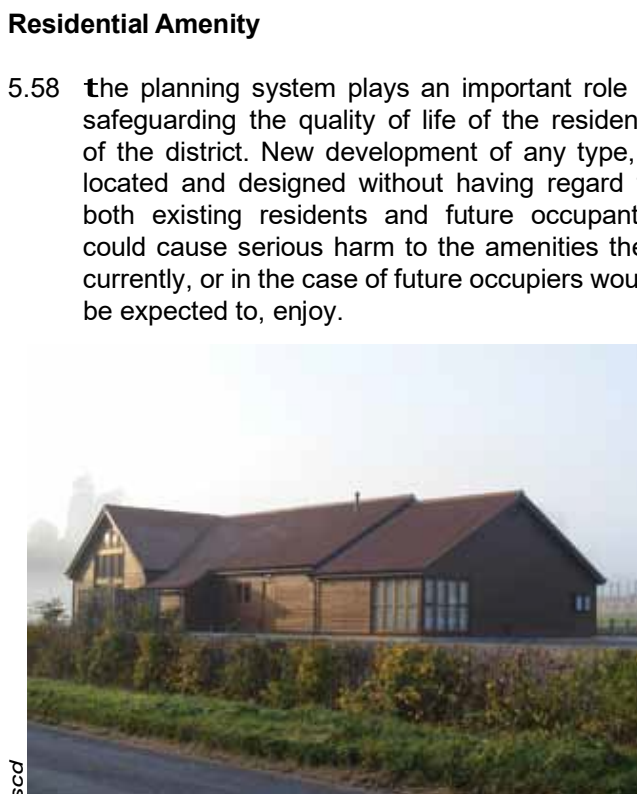 Residential Amenity
5.58 the planning system plays an important role
safeguarding the quality of life of the residen
of the district. New development of any type,
located and designed without having regard
both existing residents and future occupant
could cause serious harm to the amenities the
currently, or in the case of future occupiers wou
be expected to, enjoy.
scd